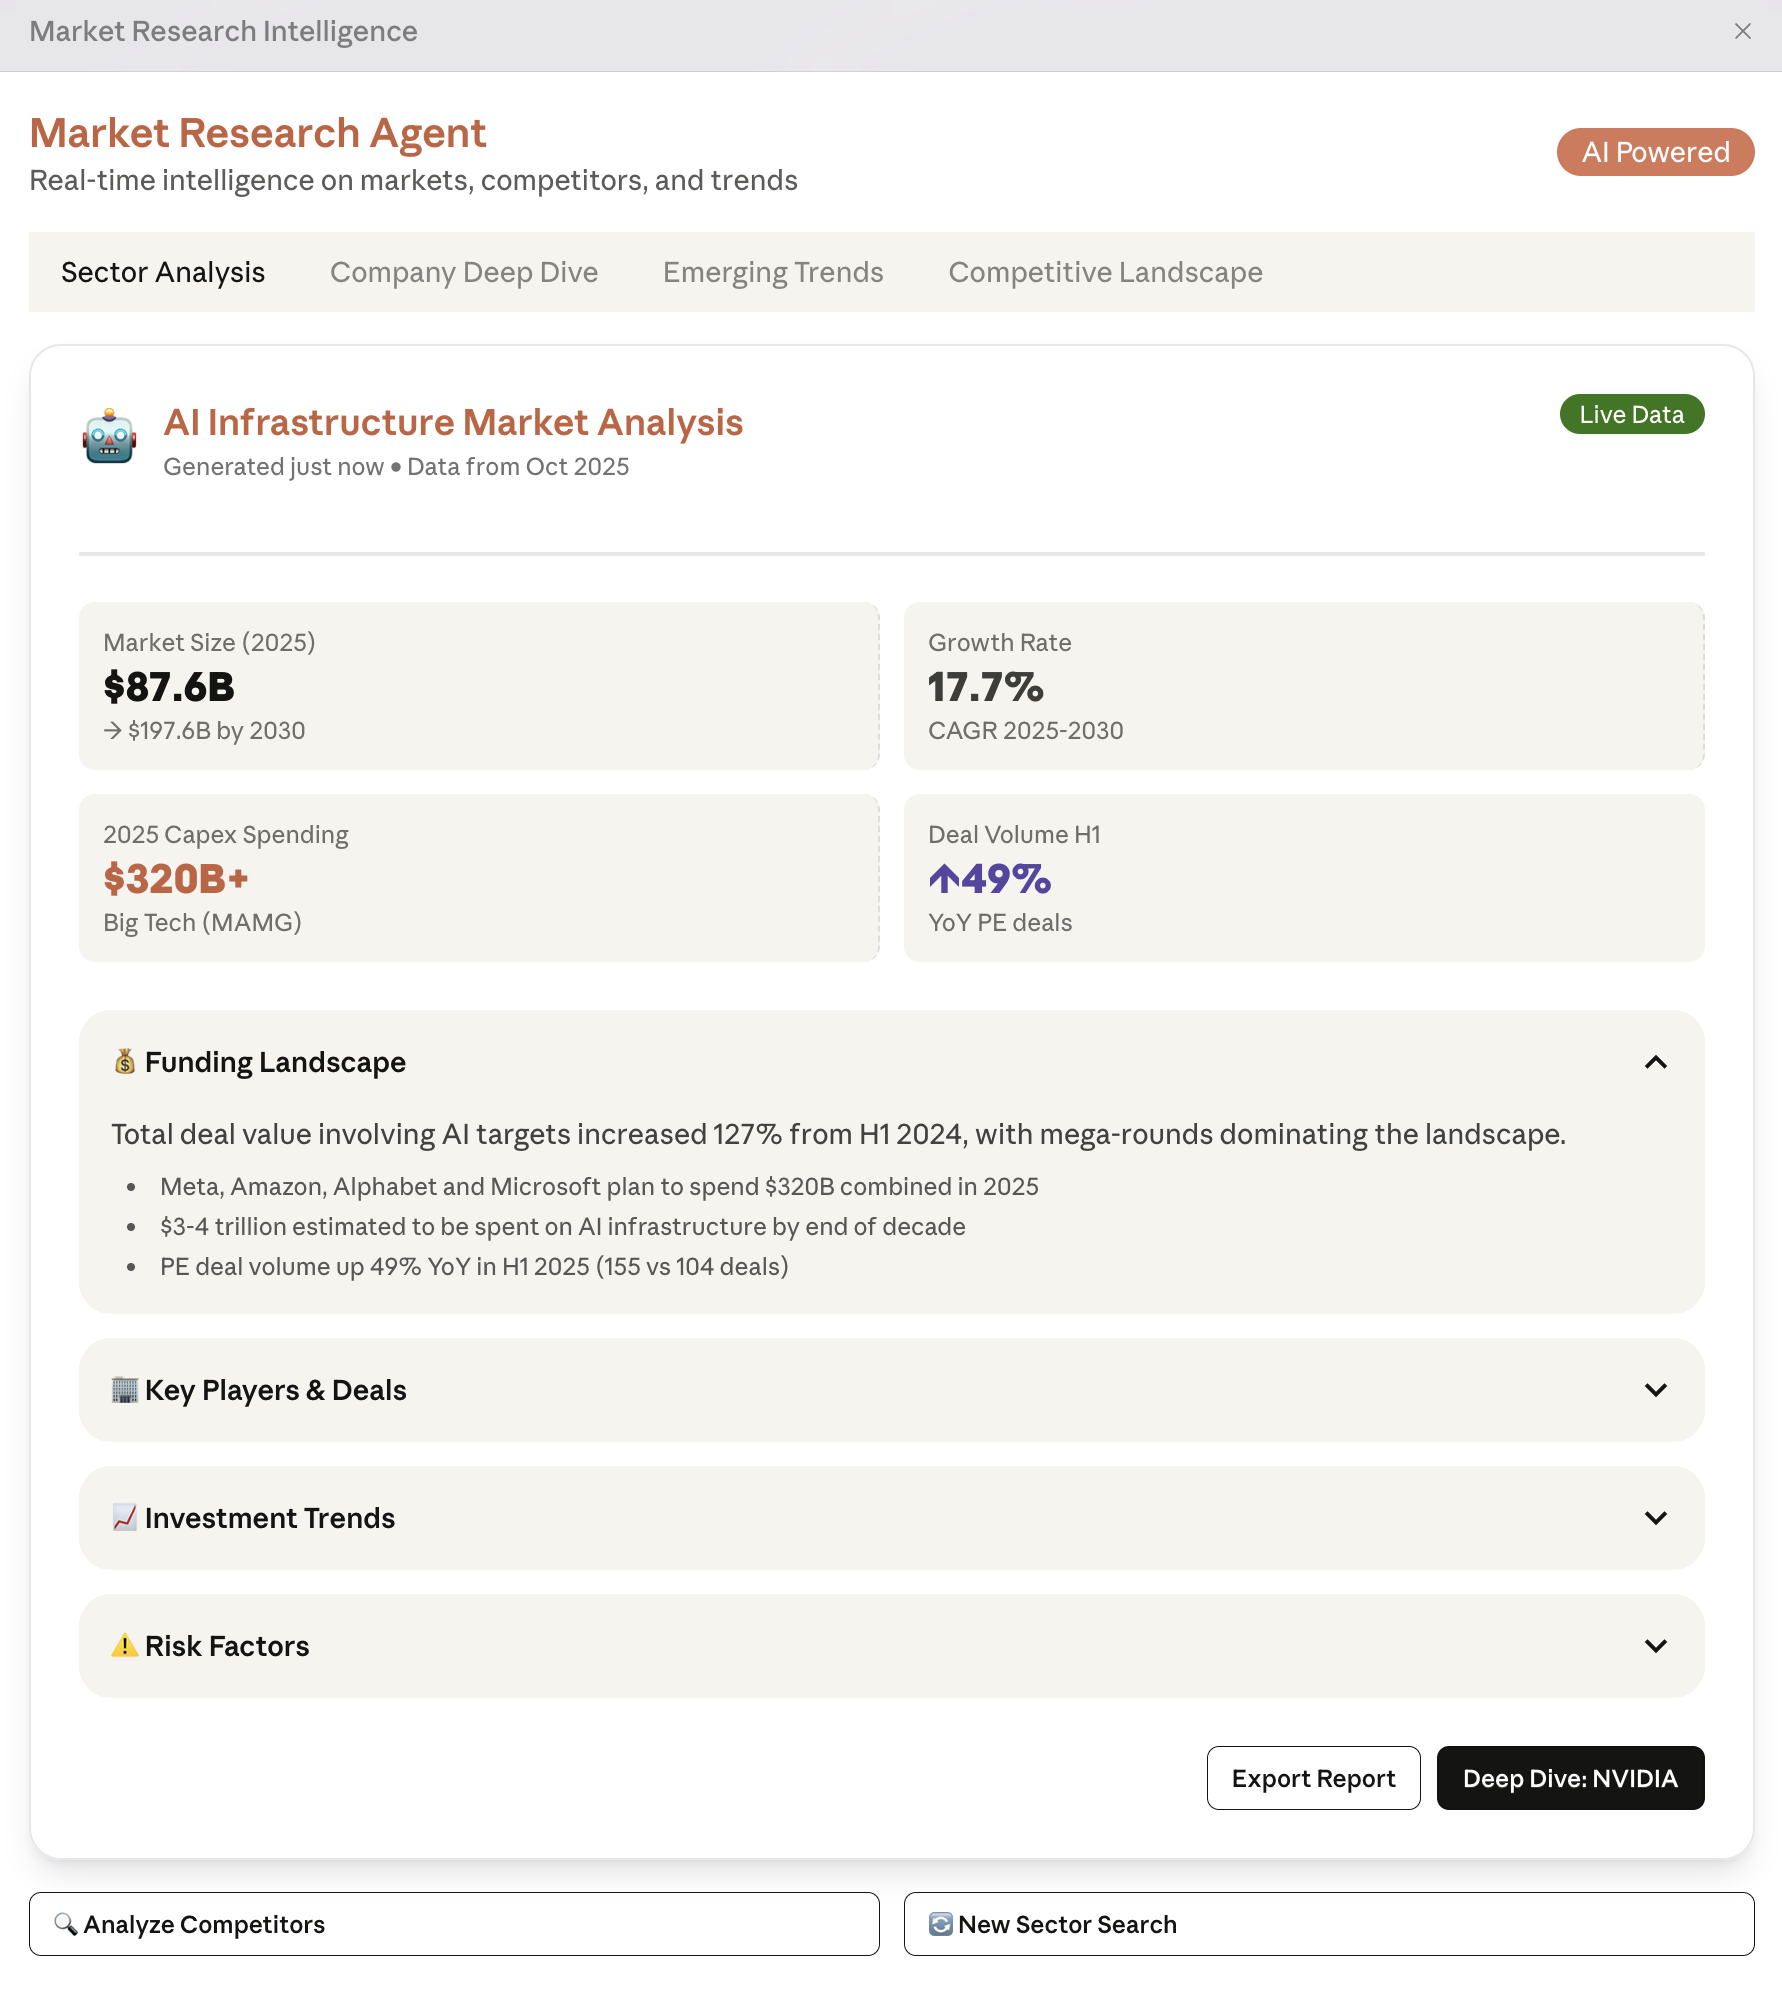 Market Research Intelligence
Market Research Agent
AI Powered
Real-time intelligence on markets, competitors, and trends
Sector Analysis
Company Deep Dive
Emerging Trends
Competitive Landscape
AI Infrastructure Market Analysis
Live Data
Generated just now • Data from Oct 2025
Market Size (2025)
$87.6B
→ $197.6B by 2030
Growth Rate
17.7%
CAGR 2025-2030
2025 Capex Spending
$320B+
Big Tech (MAMG)
Deal Volume H1
↑49%
YoY PE deals
💰 Funding Landscape
Total deal value involving AI targets increased 127% from H1 2024, with mega-rounds dominating the landscape.
• Meta, Amazon, Alphabet and Microsoft plan to spend $320B combined in 2025
• $3-4 trillion estimated to be spent on AI infrastructure by end of decade
• PE deal volume up 49% YoY in H1 2025 (155 vs 104 deals)
🏢 Key Players & Deals
📈 Investment Trends
⚠️ Risk Factors
Export Report
Deep Dive: NVIDIA
🔍 Analyze Competitors
🔄 New Sector Search